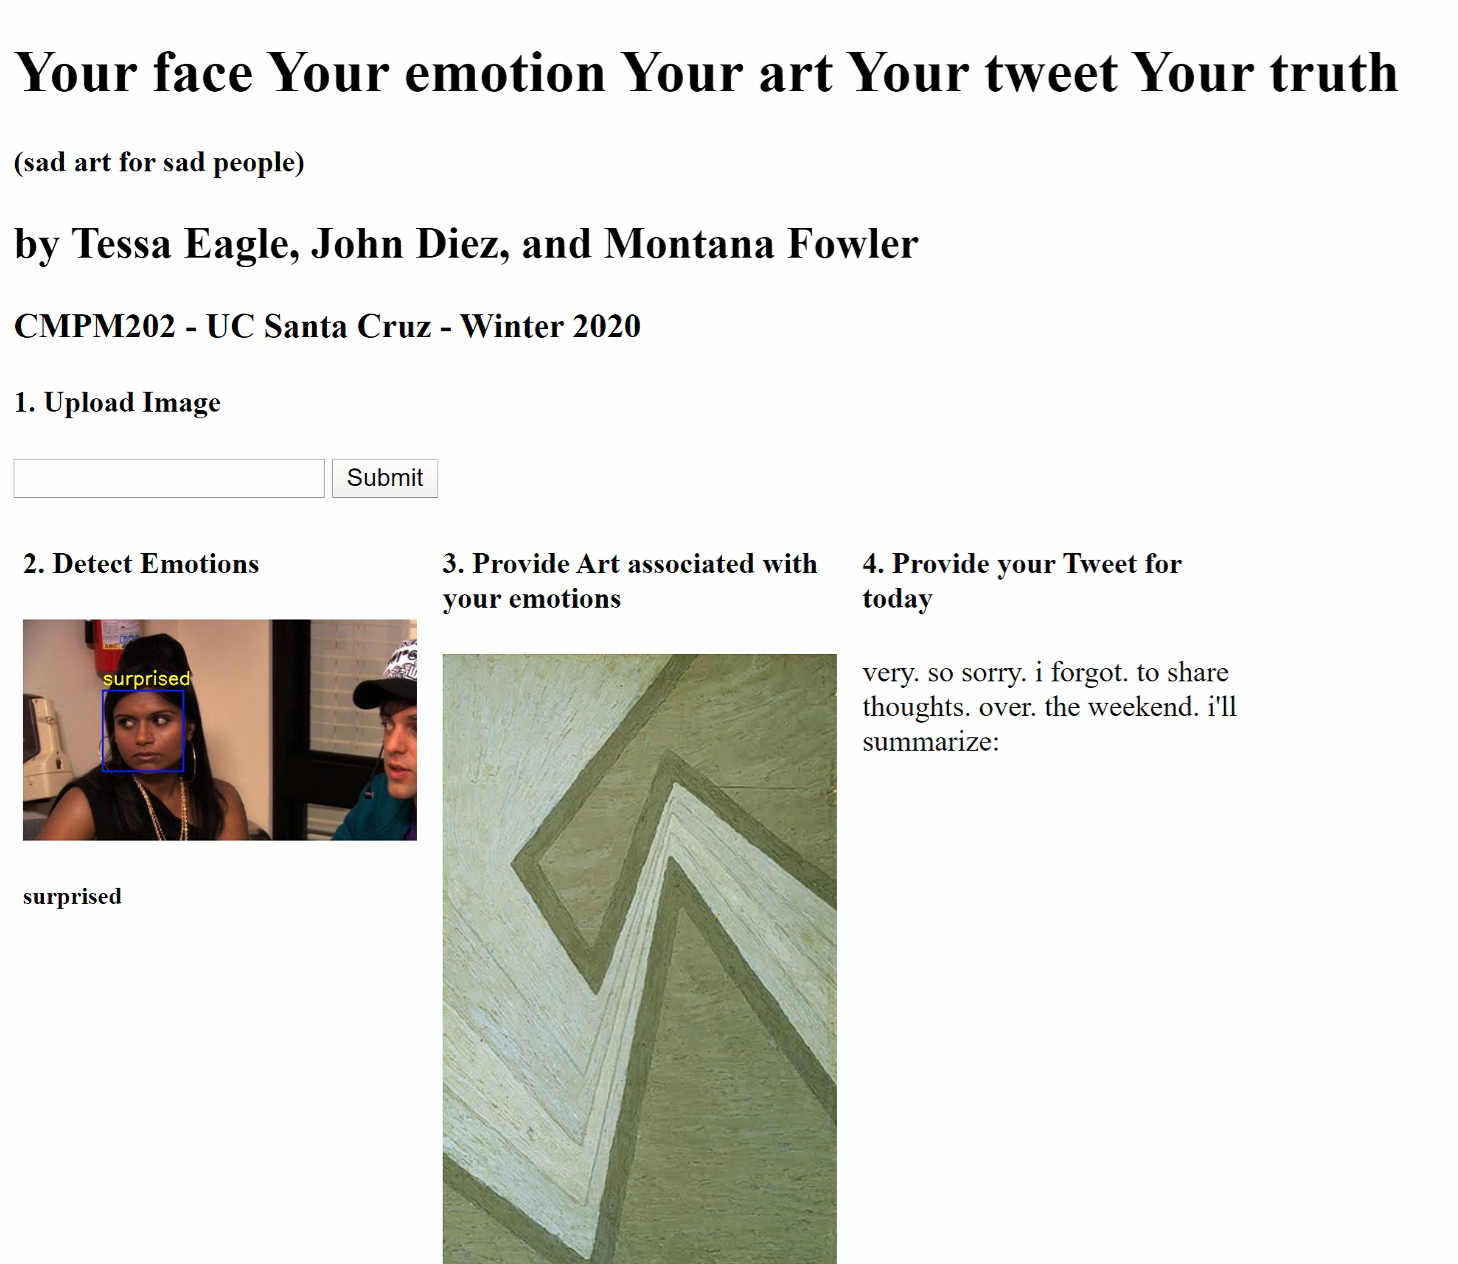 Your face Your emotion Your art Your tweet Your truth
(sad art for sad people)
by Tessa Eagle, John Diez, and Montana Fowler
CMPM202 - UC Santa Cruz - Winter 2020
1. Upload Image
Submit
2. Detect Emotions
surprised
surprised
3. Provide Art associated with
your emotions
4. Provide your Tweet for
today
very. so sorry. i forgot. to share
thoughts. over. the weekend. i'll
summarize: